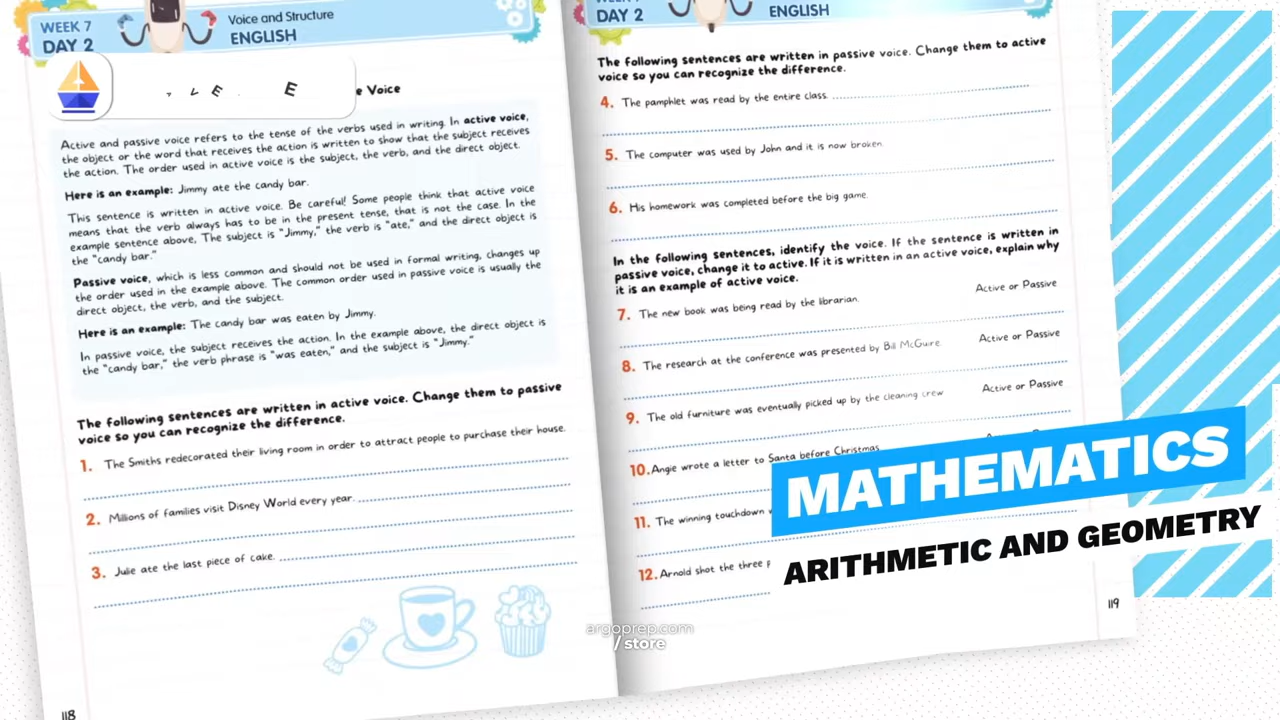 WEEK 7
DAY 2
Voice and Structure
ENGLISH
e Voice
Active and passive voice refers to the tense of the verbs used in writing. In active voice,
the object or the word that receives the action is written to show that the subject receives
the action. The order used in active voice is the subject, the verb, and the direct object.
Here is an example: Jimmy ate the candy bar.
This sentence is written in active voice. Be careful! Some people think that active voice
means that the verb always has to be in the present tense, that is not the case. In the
example sentence above, The subject is "Jimmy," the verb is "ate," and the direct object is
the "candy bar."
Passive voice, which is less common and should not be used in formal writing, changes up
the order used in the example above. The common order used in passive voice is usually the
direct object, the verb, and the subject.
Here is an example: The candy bar was eaten by Jimmy.
In passive voice, the subject receives the action. In the example above, the direct object is
the "candy bar," the verb phrase is "was eaten," and the subject is "Jimmy."
The following sentences are written in active voice. Change them to passive
voice so you can recognize the difference.
1. The Smiths redecorated their living room in order to attract people to purchase their house.
2. Millions of families visit Disney World every year.
3. Julie ate the last piece of cake.
118
DAY 2
ENGLISH
The following sentences are written in passive voice. Change them to active
voice so you can recognize the difference.
4. The pamphlet was read by the entire class.
5. The computer was used by John and it is now broken.
6. His homework was completed before the big game.
In the following sentences, identify the voice. If the sentence is written in
passive voice, change it to active. If it is written in an active voice, explain why
it is an example of active voice.
7. The new book was being read by the librarian. Active or Passive
8. The research at the conference was presented by Bill McGuire. Active or Passive
9. The old furniture was eventually picked up by the cleaning crew Active or Passive
10. Angie wrote a letter to Santa before Christmas.
11. The winning touchdown
12. Arnold shot the three
119
MATHEMATICS
ARITHMETIC AND GEOMETRY
argoprep.com
/ store